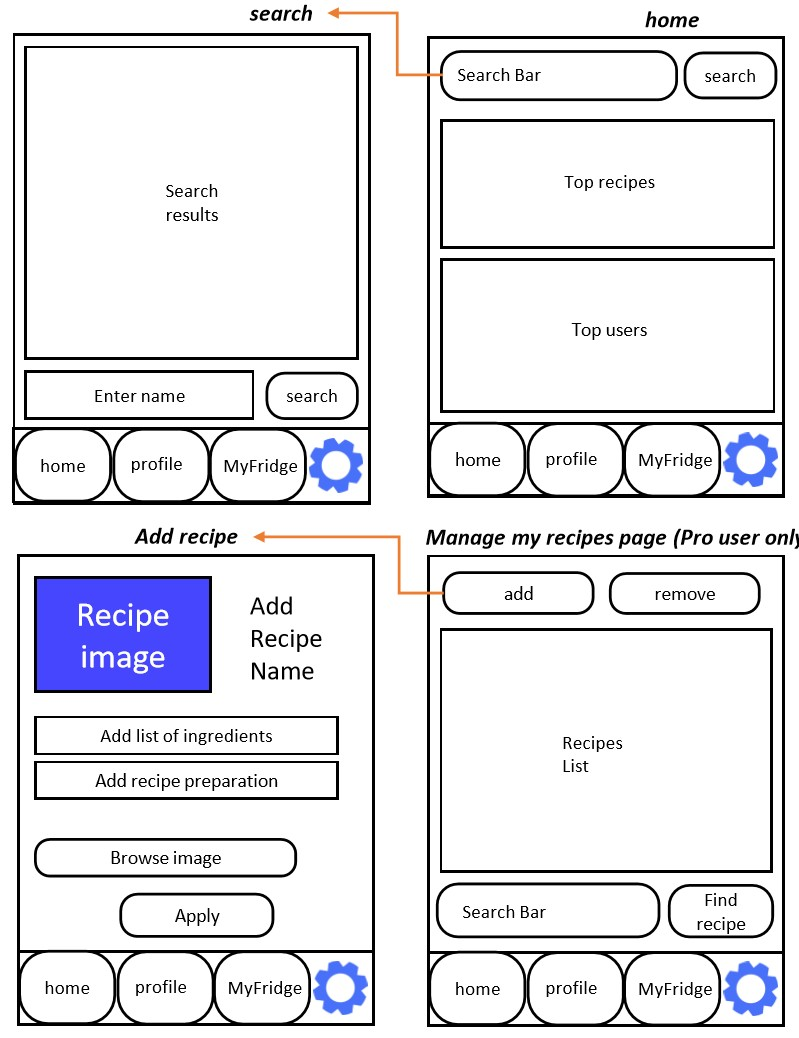 search
Search
results
Enter name
search
home
profile
MyFridge
home
Search Bar
search
Top recipes
Top users
home
profile
MyFridge
Add recipe
Recipe
image
Add
Recipe
Name
Add list of ingredients
Add recipe preparation
Browse image
Apply
home
profile
MyFridge
Manage my recipes page (Pro user only
add
remove
Recipes
List
Search Bar
Find
recipe
home
profile
MyFridge